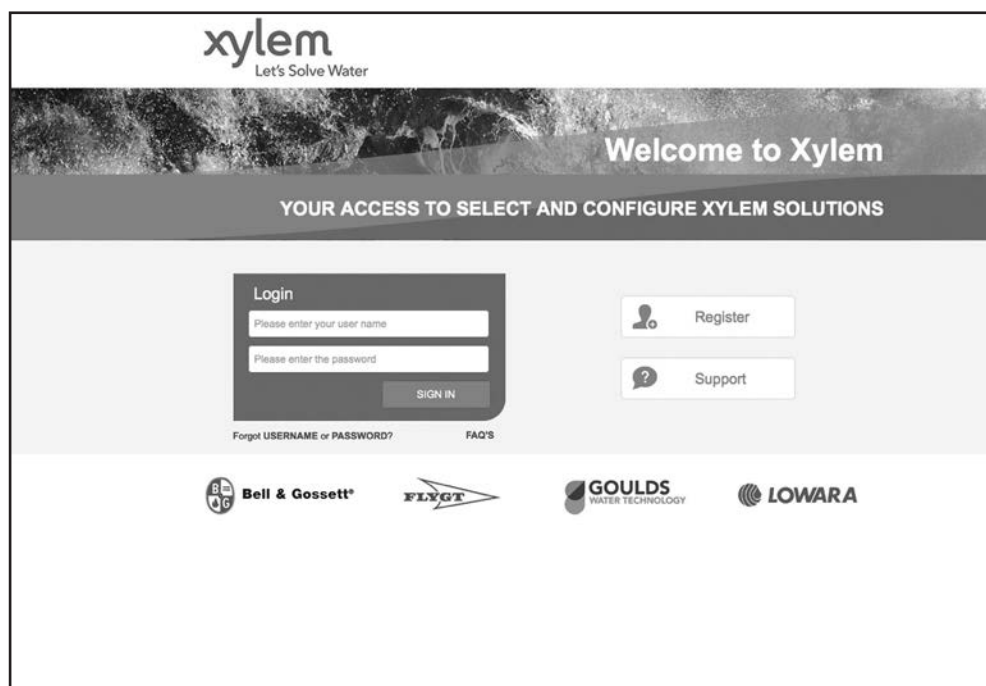 xylem
Let's Solve Water
Welcome to Xylem
YOUR ACCESS TO SELECT AND CONFIGURE XYLEM SOLUTIONS
Login
Please enter your user name
Please enter the password
SIGN IN
Forgot USERNAME or PASSWORD?
FAQ'S
Register
?
Support
B G
Bell & Gossett®
FLYGT
GOULDS
WATER TECHNOLOGY
LOWARA